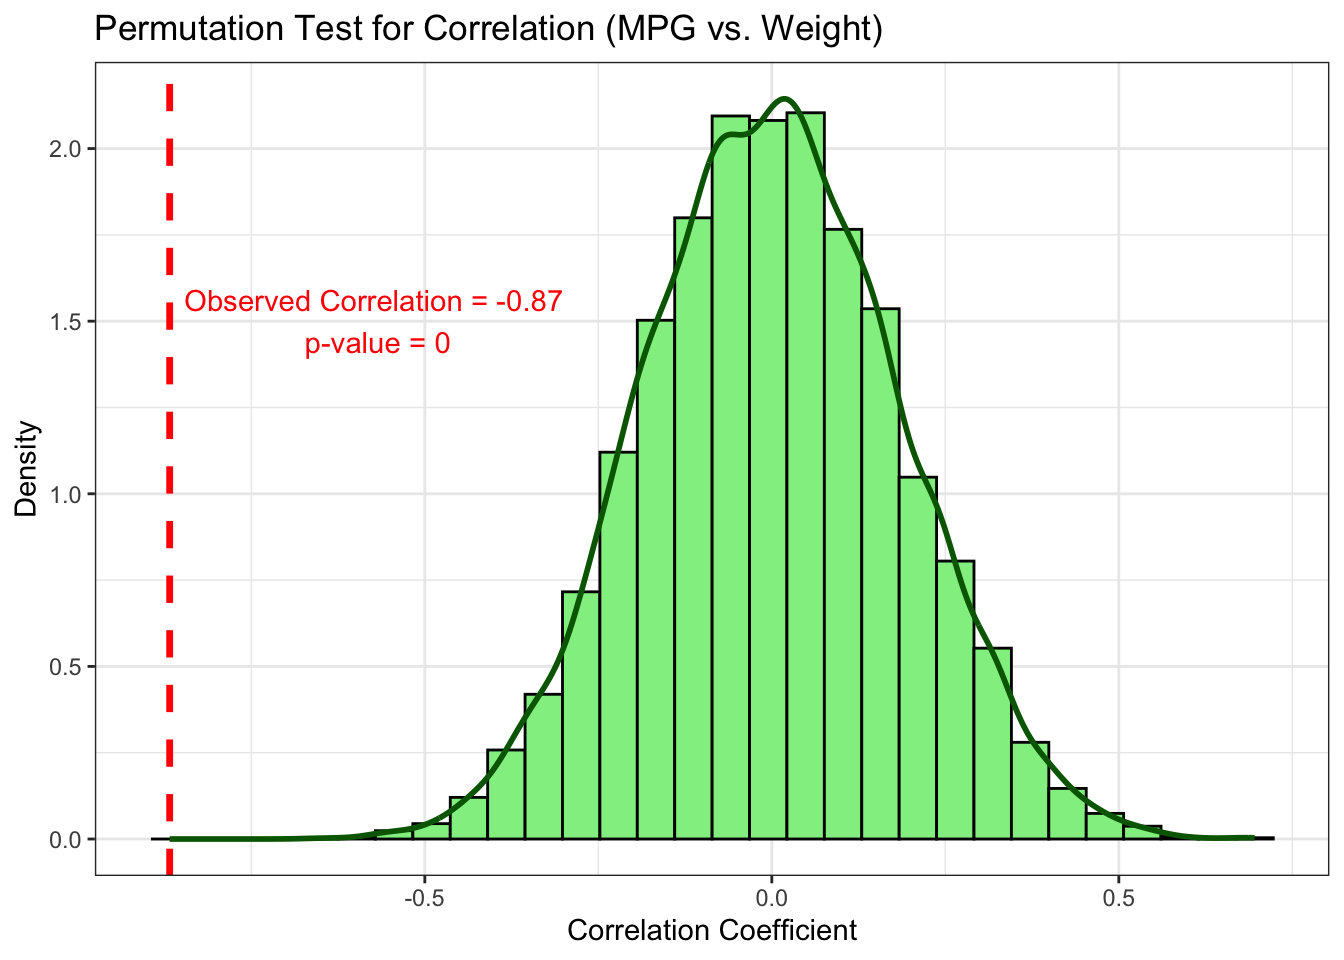 Permutation Test for Correlation (MPG vs. Weight)
2.0
1.5
1.0
0.5
0.0
Density
Observed Correlation = -0.87
p-value = 0
-0.5
0.0
0.5
Correlation Coefficient